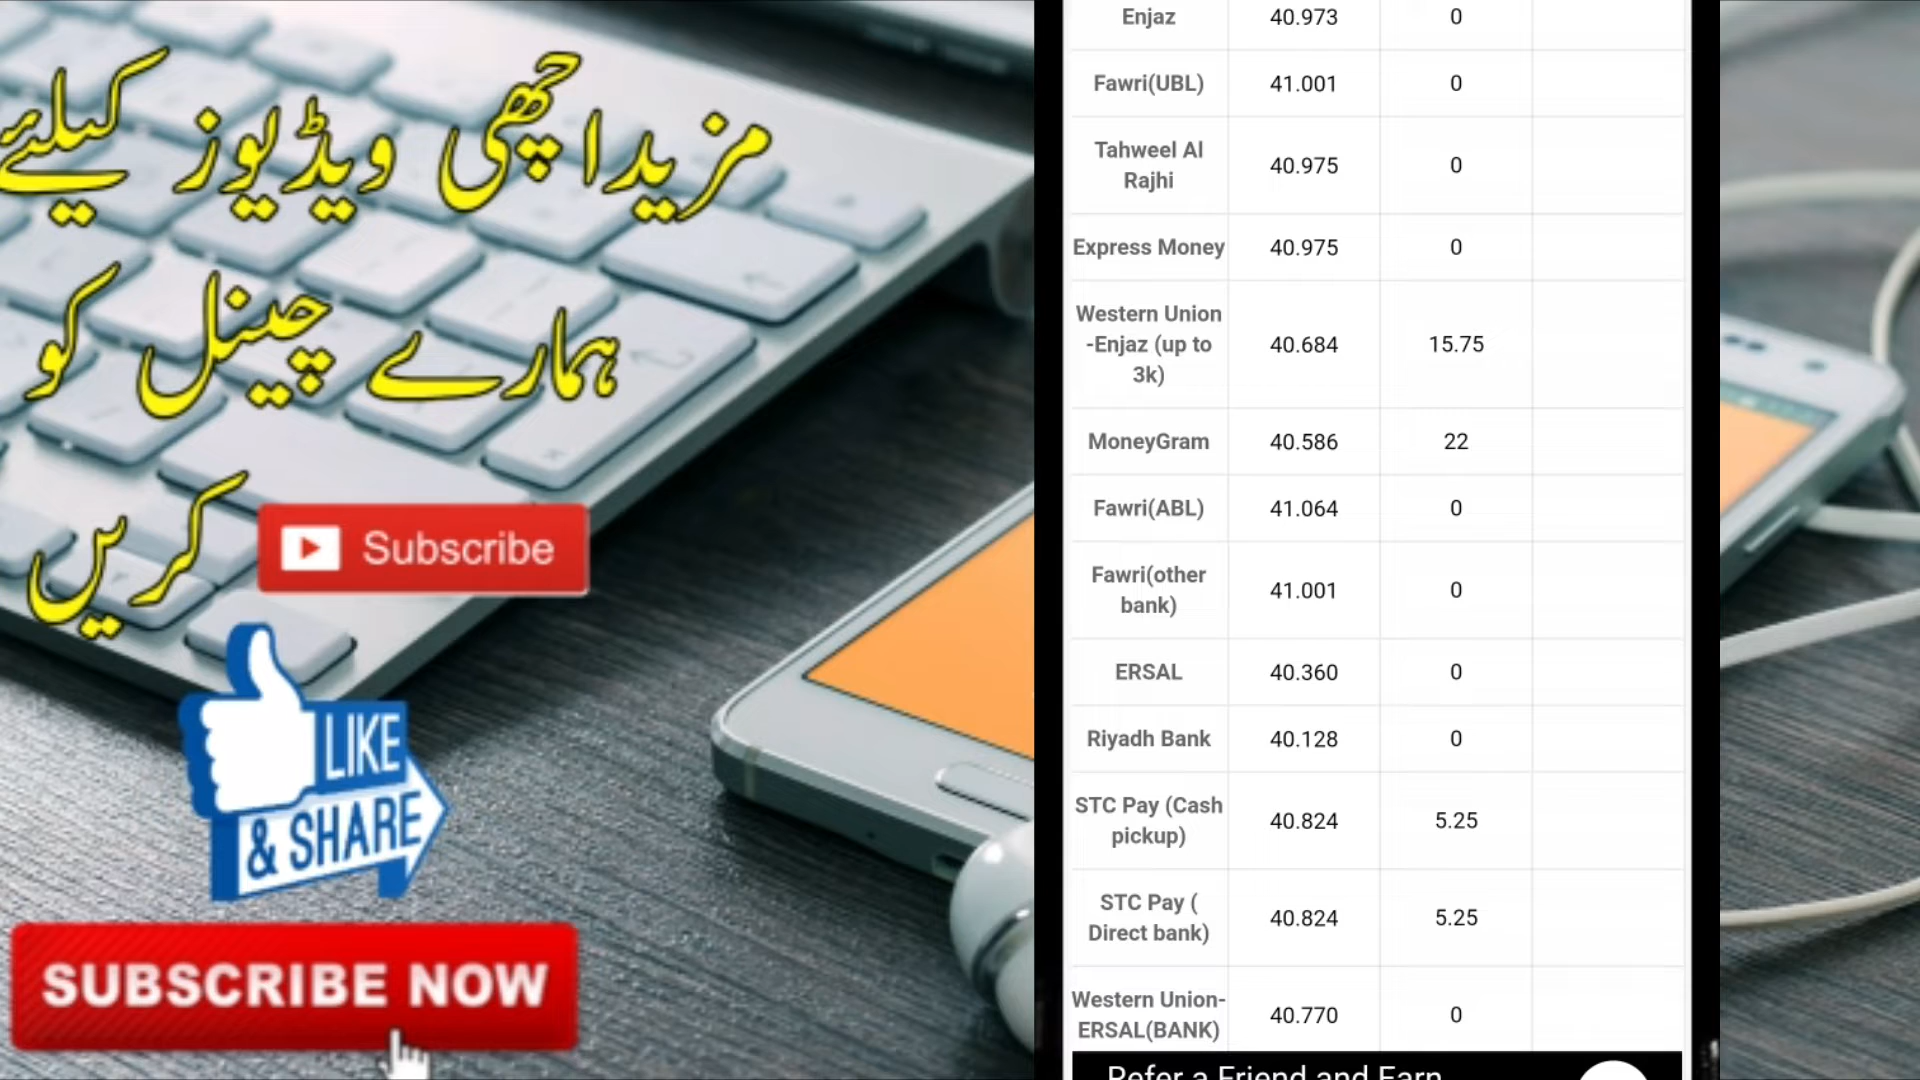 مزید اچھی ویڈیوز کیلئے
ہمارے چینل کو
کریں
Subscribe
LIKE
& SHARE
SUBSCRIBE NOW
Enjaz 40.973 0
Fawri(UBL) 41.001 0
Tahweel Al
Rajhi 40.975 0
Express Money 40.975 0
Western Union
-Enjaz (up to
3k) 40.684 15.75
MoneyGram 40.586 22
Fawri(ABL) 41.064 0
Fawri(other
bank) 41.001 0
ERSAL 40.360 0
Riyadh Bank 40.128 0
STC Pay (Cash
pickup) 40.824 5.25
STC Pay (
Direct bank) 40.824 5.25
Western Union-
ERSAL(BANK) 40.770 0
Refer a Friend and Earn